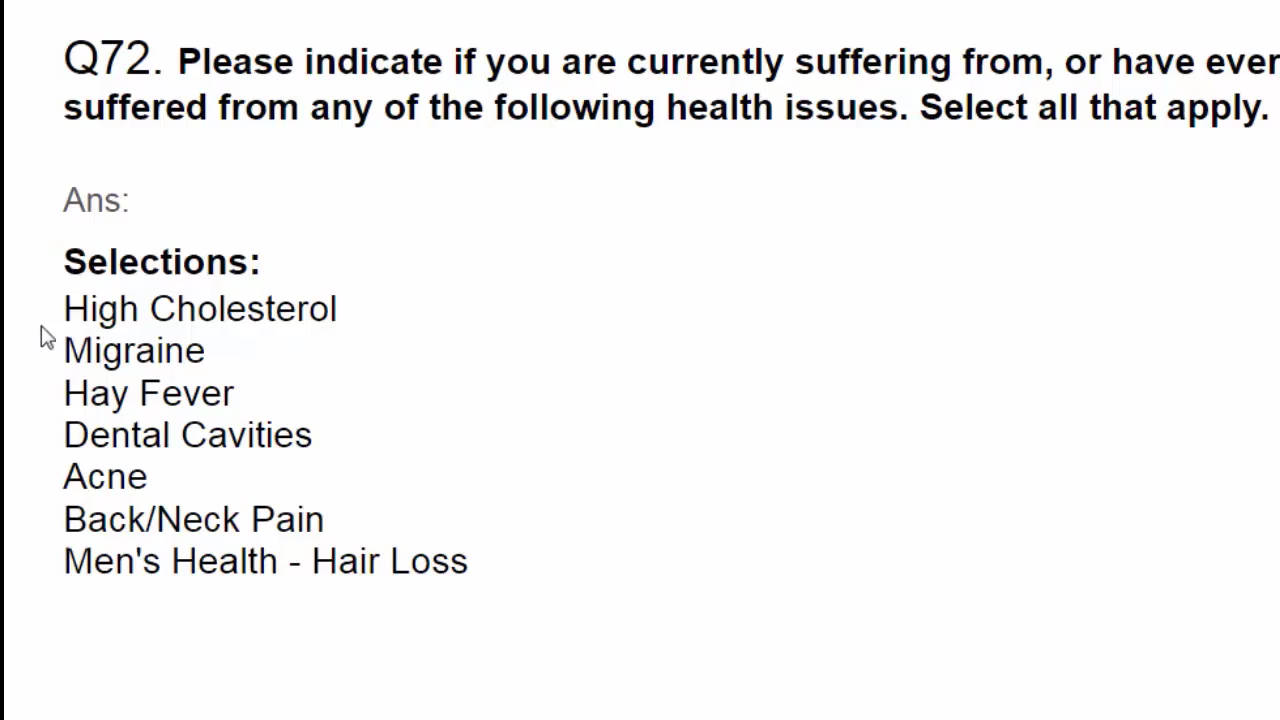 Q72. Please indicate if you are currently suffering from, or have ever
suffered from any of the following health issues. Select all that apply.
Ans:
Selections:
High Cholesterol
Migraine
Hay Fever
Dental Cavities
Acne
Back/Neck Pain
Men's Health - Hair Loss